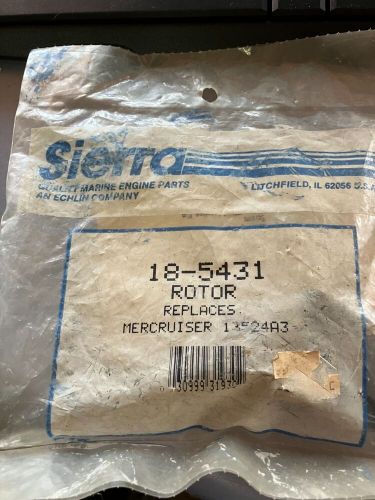 Sierra
QUALITY MARINE ENGINE PARTS
AN ECHLIN COMPANY
LITCHFIELD, IL 62056 U.S.A.
18-5431
ROTOR
REPLACES
MERCRUISER 13524A3
C